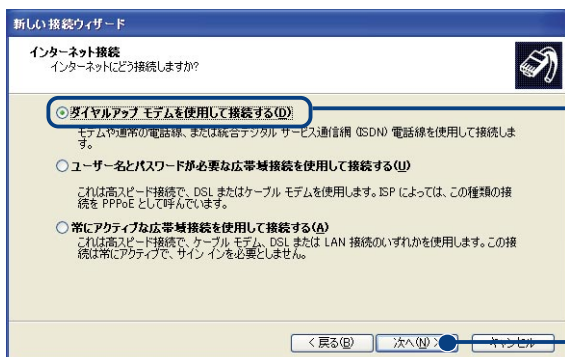 新しい接続ウィザード
インターネット接続
インターネットにどう接続しますか?
ダイヤルアップ モデムを使用して接続する(D)
モデムや通常の電話線、または統合デジタル サービス通信網 (ISDN) 電話線を使用して接続しま
す。
ユーザー名とパスワードが必要な広帯域接続を使用して接続する(U)
これは高スピード接続で、DSL またはケーブル モデムを使用します。ISP によっては、この種類の接
続を PPPoE として呼んでいます。
常にアクティブな広帯域接続を使用して接続する(A)
これは高スピード接続で、ケーブル モデム、DSL または LAN 接続のいずれかを使用します。この接
続は常にアクティブで、サイン インを必要としません。
< 戻る(B)
次へ(N) >
キャンセル